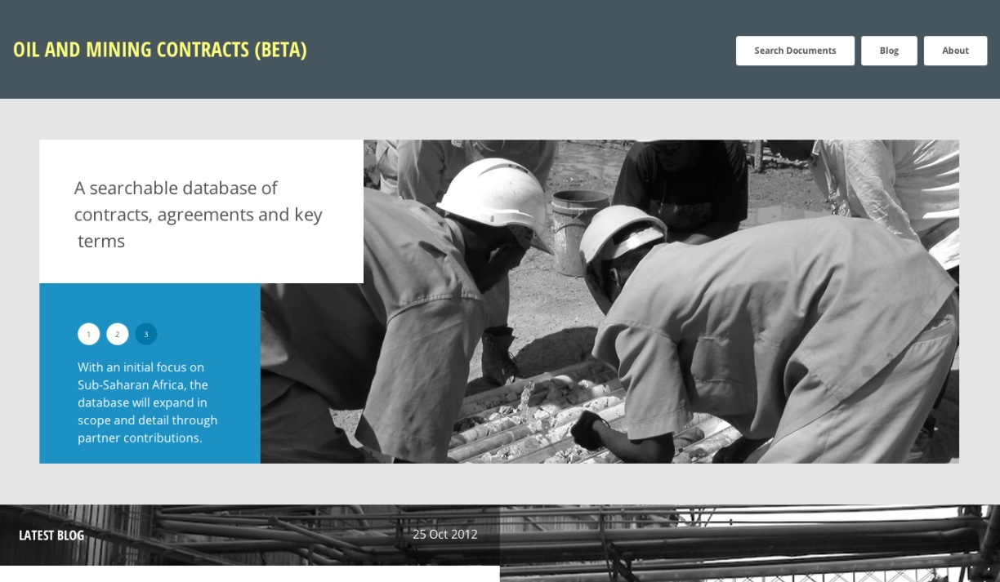 OIL AND MINING CONTRACTS (BETA)
Search Documents
Blog
About
A searchable database of
contracts, agreements and key
terms
1
2
3
With an initial focus on
Sub-Saharan Africa, the
database will expand in
scope and detail through
partner contributions.
LATEST BLOG
25 Oct 2012